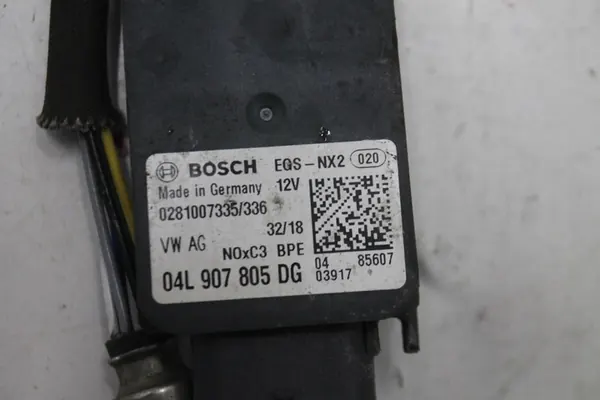 BOSCH EGS-NX2 020
Made in Germany 12V
0281007335/336
32/18
VW AG NOxC3 BPE
04L 907 805 DG
04 85607
03917